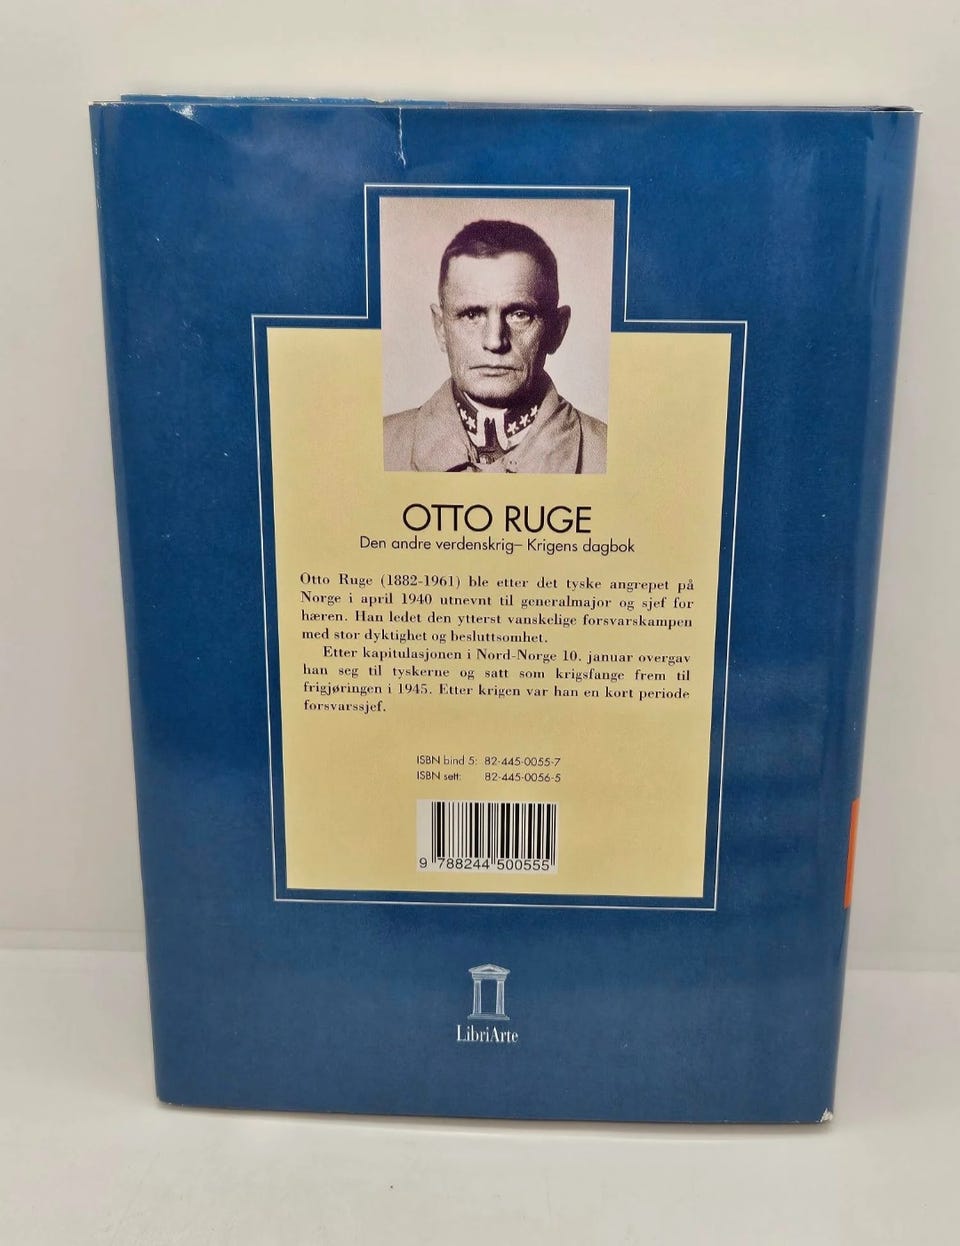 OTTO RUGE
Den andre verdenskrig– Krigens dagbok
Otto Ruge (1882-1961) ble etter det tyske angrepet på
Norge i april 1940 utnevnt til generalmajor og sjef for
hæren. Han ledet den ytterst vanskelige forsvarskampen
med stor dyktighet og besluttsomhet.
Etter kapitulasjonen i Nord-Norge 10. januar overgav
han seg til tyskerne og satt som krigsfange frem til
frigjøringen i 1945. Etter krigen var han en kort periode
forsvarssjef.
ISBN bind 5: 82-445-0055-7
ISBN sett: 82-445-0056-5
9 788244 500555
LibriArte